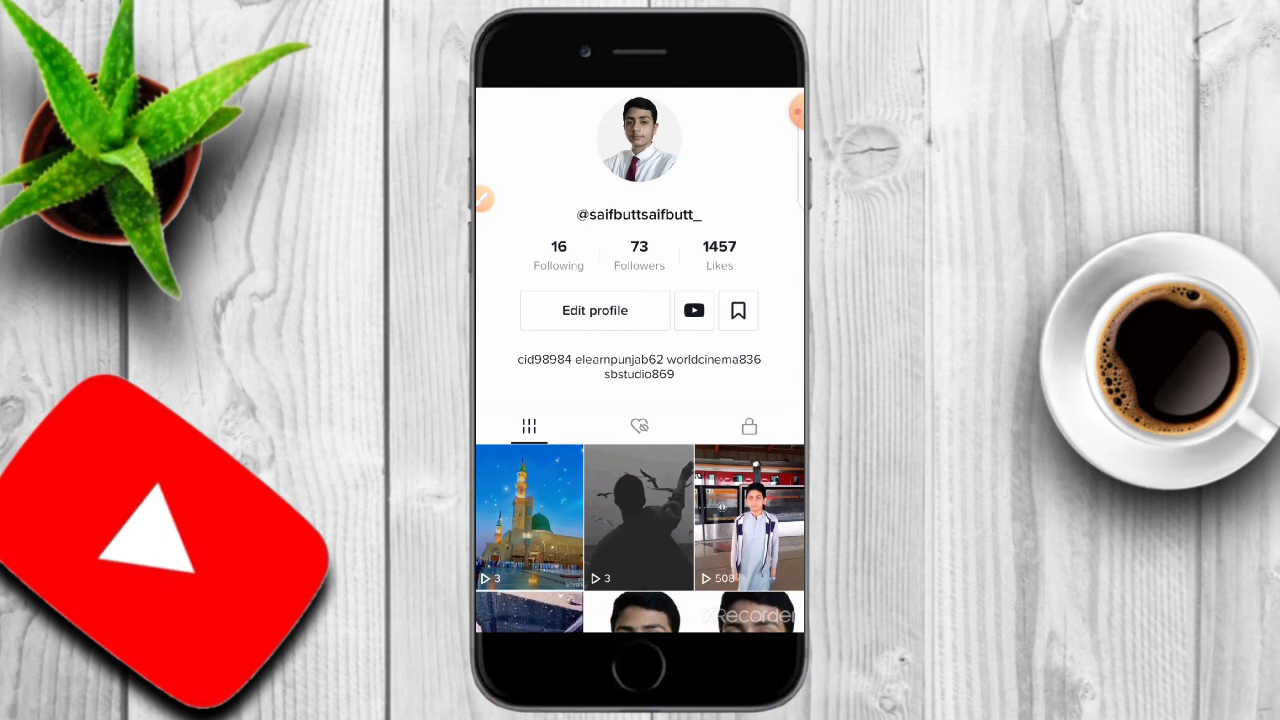 @saifbuttsaifbutt_
16 73 1457
Following Followers Likes
Edit profile
cid98984 elearnpunjab62 worldcinema836
sbstudio869
3 3 508
XRecorder